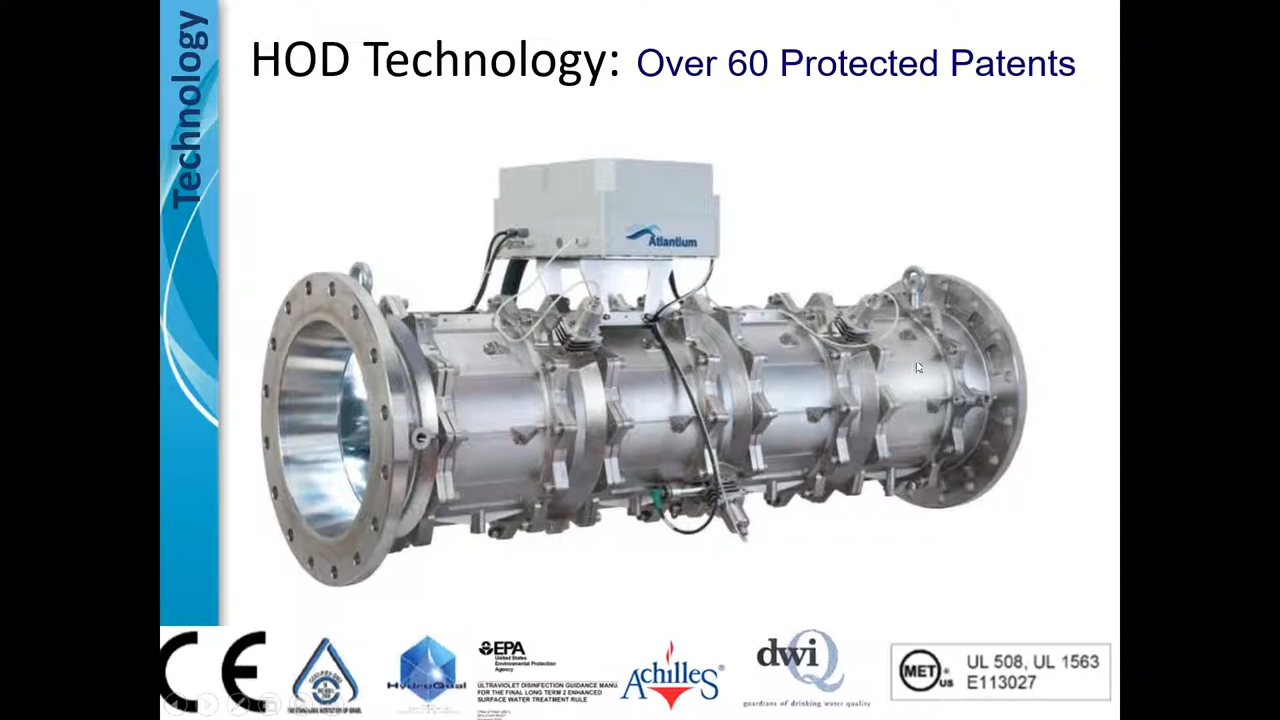 Technology
HOD Technology: Over 60 Protected Patents
Atlantium
CE
HydroQual
EPA
United States
Environmental Protection
Agency
ULTRAVIOLET DISINFECTION GUIDANCE MANU
FOR THE FINAL LONG TERM 2 ENHANCED
SURFACE WATER TREATMENT RULE
ACHILLES®
dwi
guardians of drinking water quality
MET
C US
UL 508, UL 1563
E113027